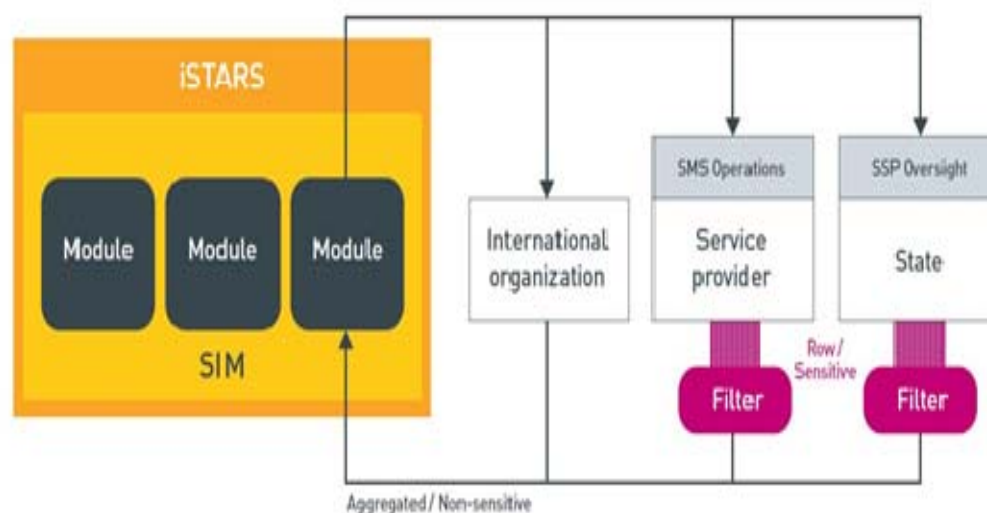 iSTARS
Module
Module
Module
SIM
International
organization
SMS Operations
Service
provider
SSP Oversight
State
Row /
Sensitive
Filter
Filter
Aggregated / Non-sensitive